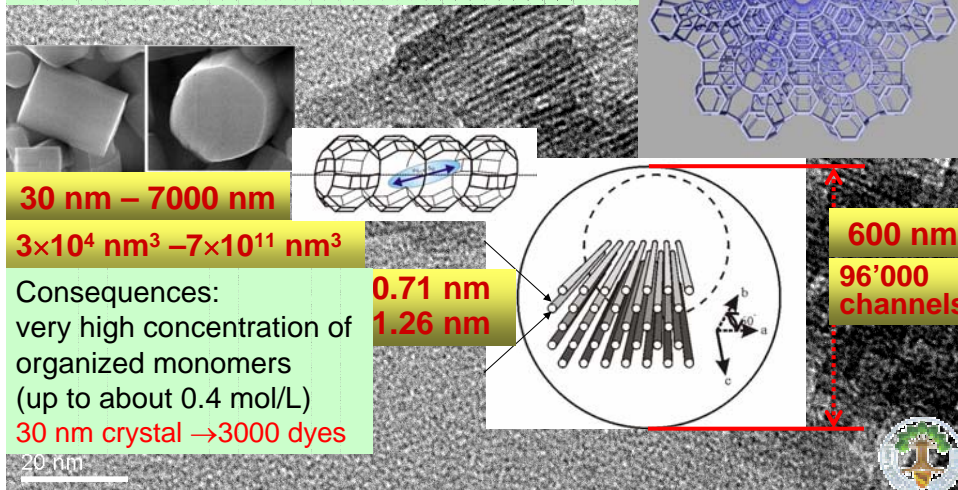 30 nm – 7000 nm
3×10⁴ nm³ –7×10¹¹ nm³
Consequences:
very high concentration of
organized monomers
(up to about 0.4 mol/L)
30 nm crystal →3000 dyes
20 nm
0.71 nm
1.26 nm
b
60°
a
c
600 nm
96’000
channels